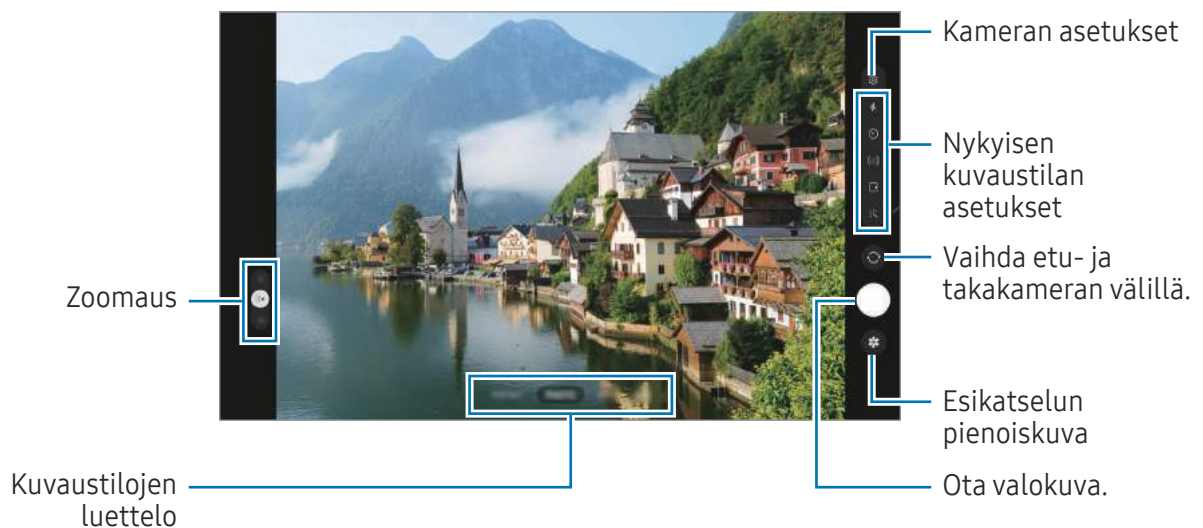 Kameran asetukset
Nykyisen
kuvaustilan
asetukset
Vaihda etu- ja
takakameran välillä.
Zoomaus
Esikatselun
pienoiskuva
Kuvaustilojen
luettelo
Ota valokuva.